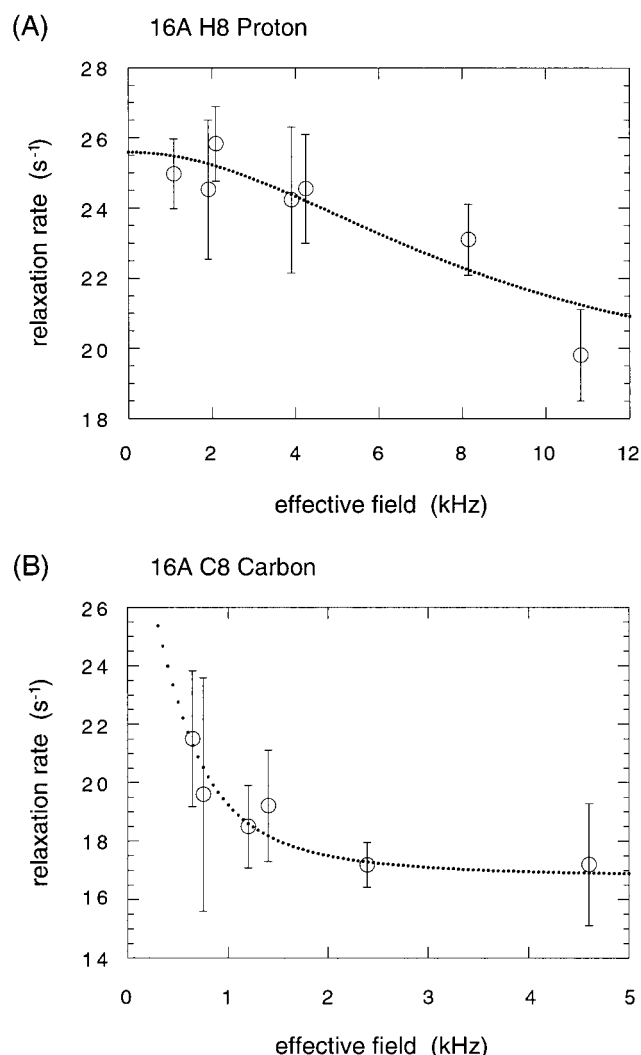 (A) 16A H8 Proton
28
26
24
22
20
18
relaxation rate (s⁻¹)
0 2 4 6 8 10 12
effective field (kHz)
(B) 16A C8 Carbon
26
24
22
20
18
16
14
relaxation rate (s⁻¹)
0 1 2 3 4 5
effective field (kHz)